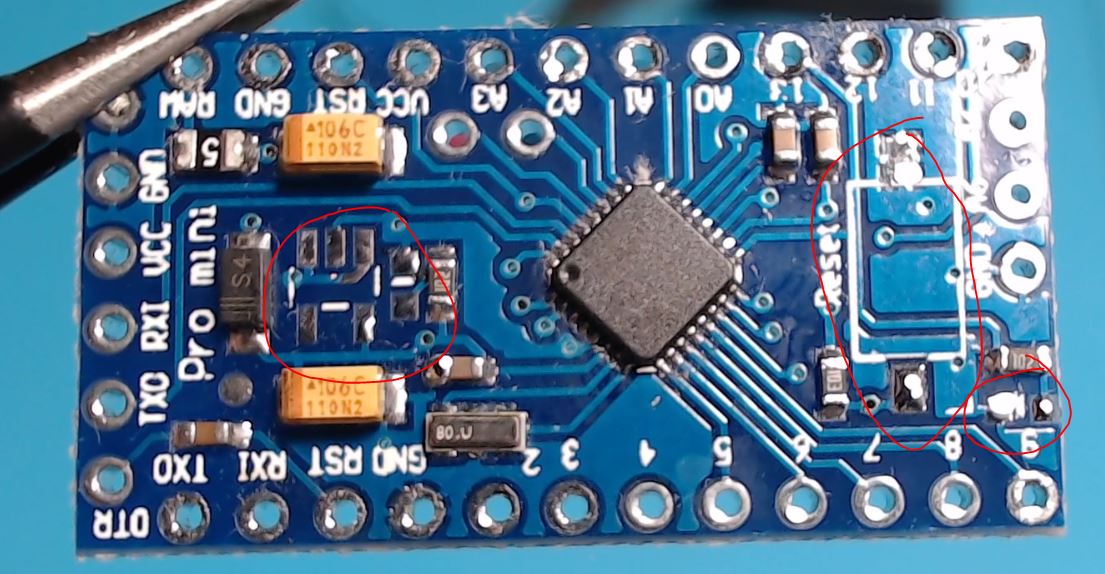 RAW GND RST VCC A3 A2 A1 A0 13 12 11
5
106C
110N2
GND
VCC
RXI
TXO
Pro mini
S4
Reset
GND
106C
110N2
80.U
102
TXO RXI RST GND 2 3 4 5 6 7 8 9
DTR